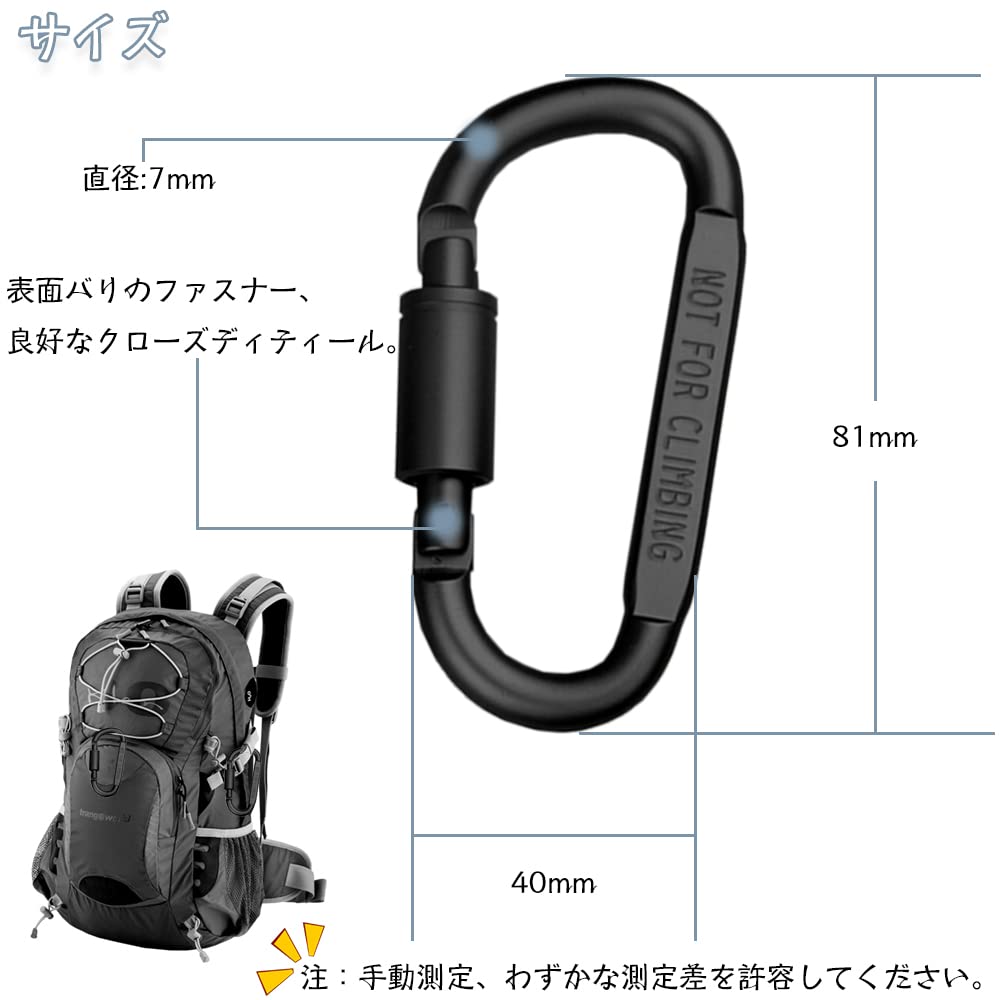 サイズ
直径:7mm
表面バりのファスナー、
良好なクローズディティール。
NOT FOR CLIMBING
81mm
40mm
注：手動測定、わずかな測定差を許容してください。